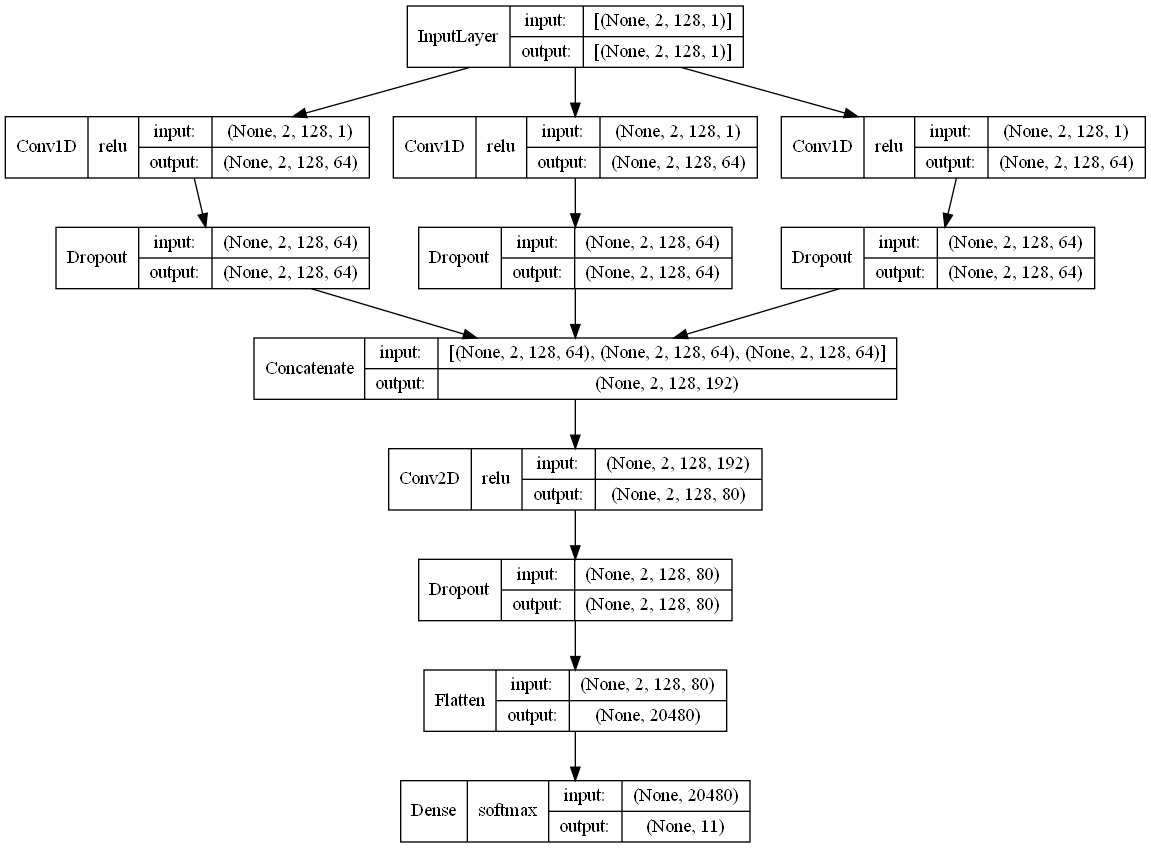 InputLayer input: [(None, 2, 128, 1)]
output: [(None, 2, 128, 1)]
Conv1D relu input: (None, 2, 128, 1)
output: (None, 2, 128, 64)
Conv1D relu input: (None, 2, 128, 1)
output: (None, 2, 128, 64)
Conv1D relu input: (None, 2, 128, 1)
output: (None, 2, 128, 64)
Dropout input: (None, 2, 128, 64)
output: (None, 2, 128, 64)
Dropout input: (None, 2, 128, 64)
output: (None, 2, 128, 64)
Dropout input: (None, 2, 128, 64)
output: (None, 2, 128, 64)
Concatenate input: [(None, 2, 128, 64), (None, 2, 128, 64), (None, 2, 128, 64)]
output: (None, 2, 128, 192)
Conv2D relu input: (None, 2, 128, 192)
output: (None, 2, 128, 80)
Dropout input: (None, 2, 128, 80)
output: (None, 2, 128, 80)
Flatten input: (None, 2, 128, 80)
output: (None, 20480)
Dense softmax input: (None, 20480)
output: (None, 11)